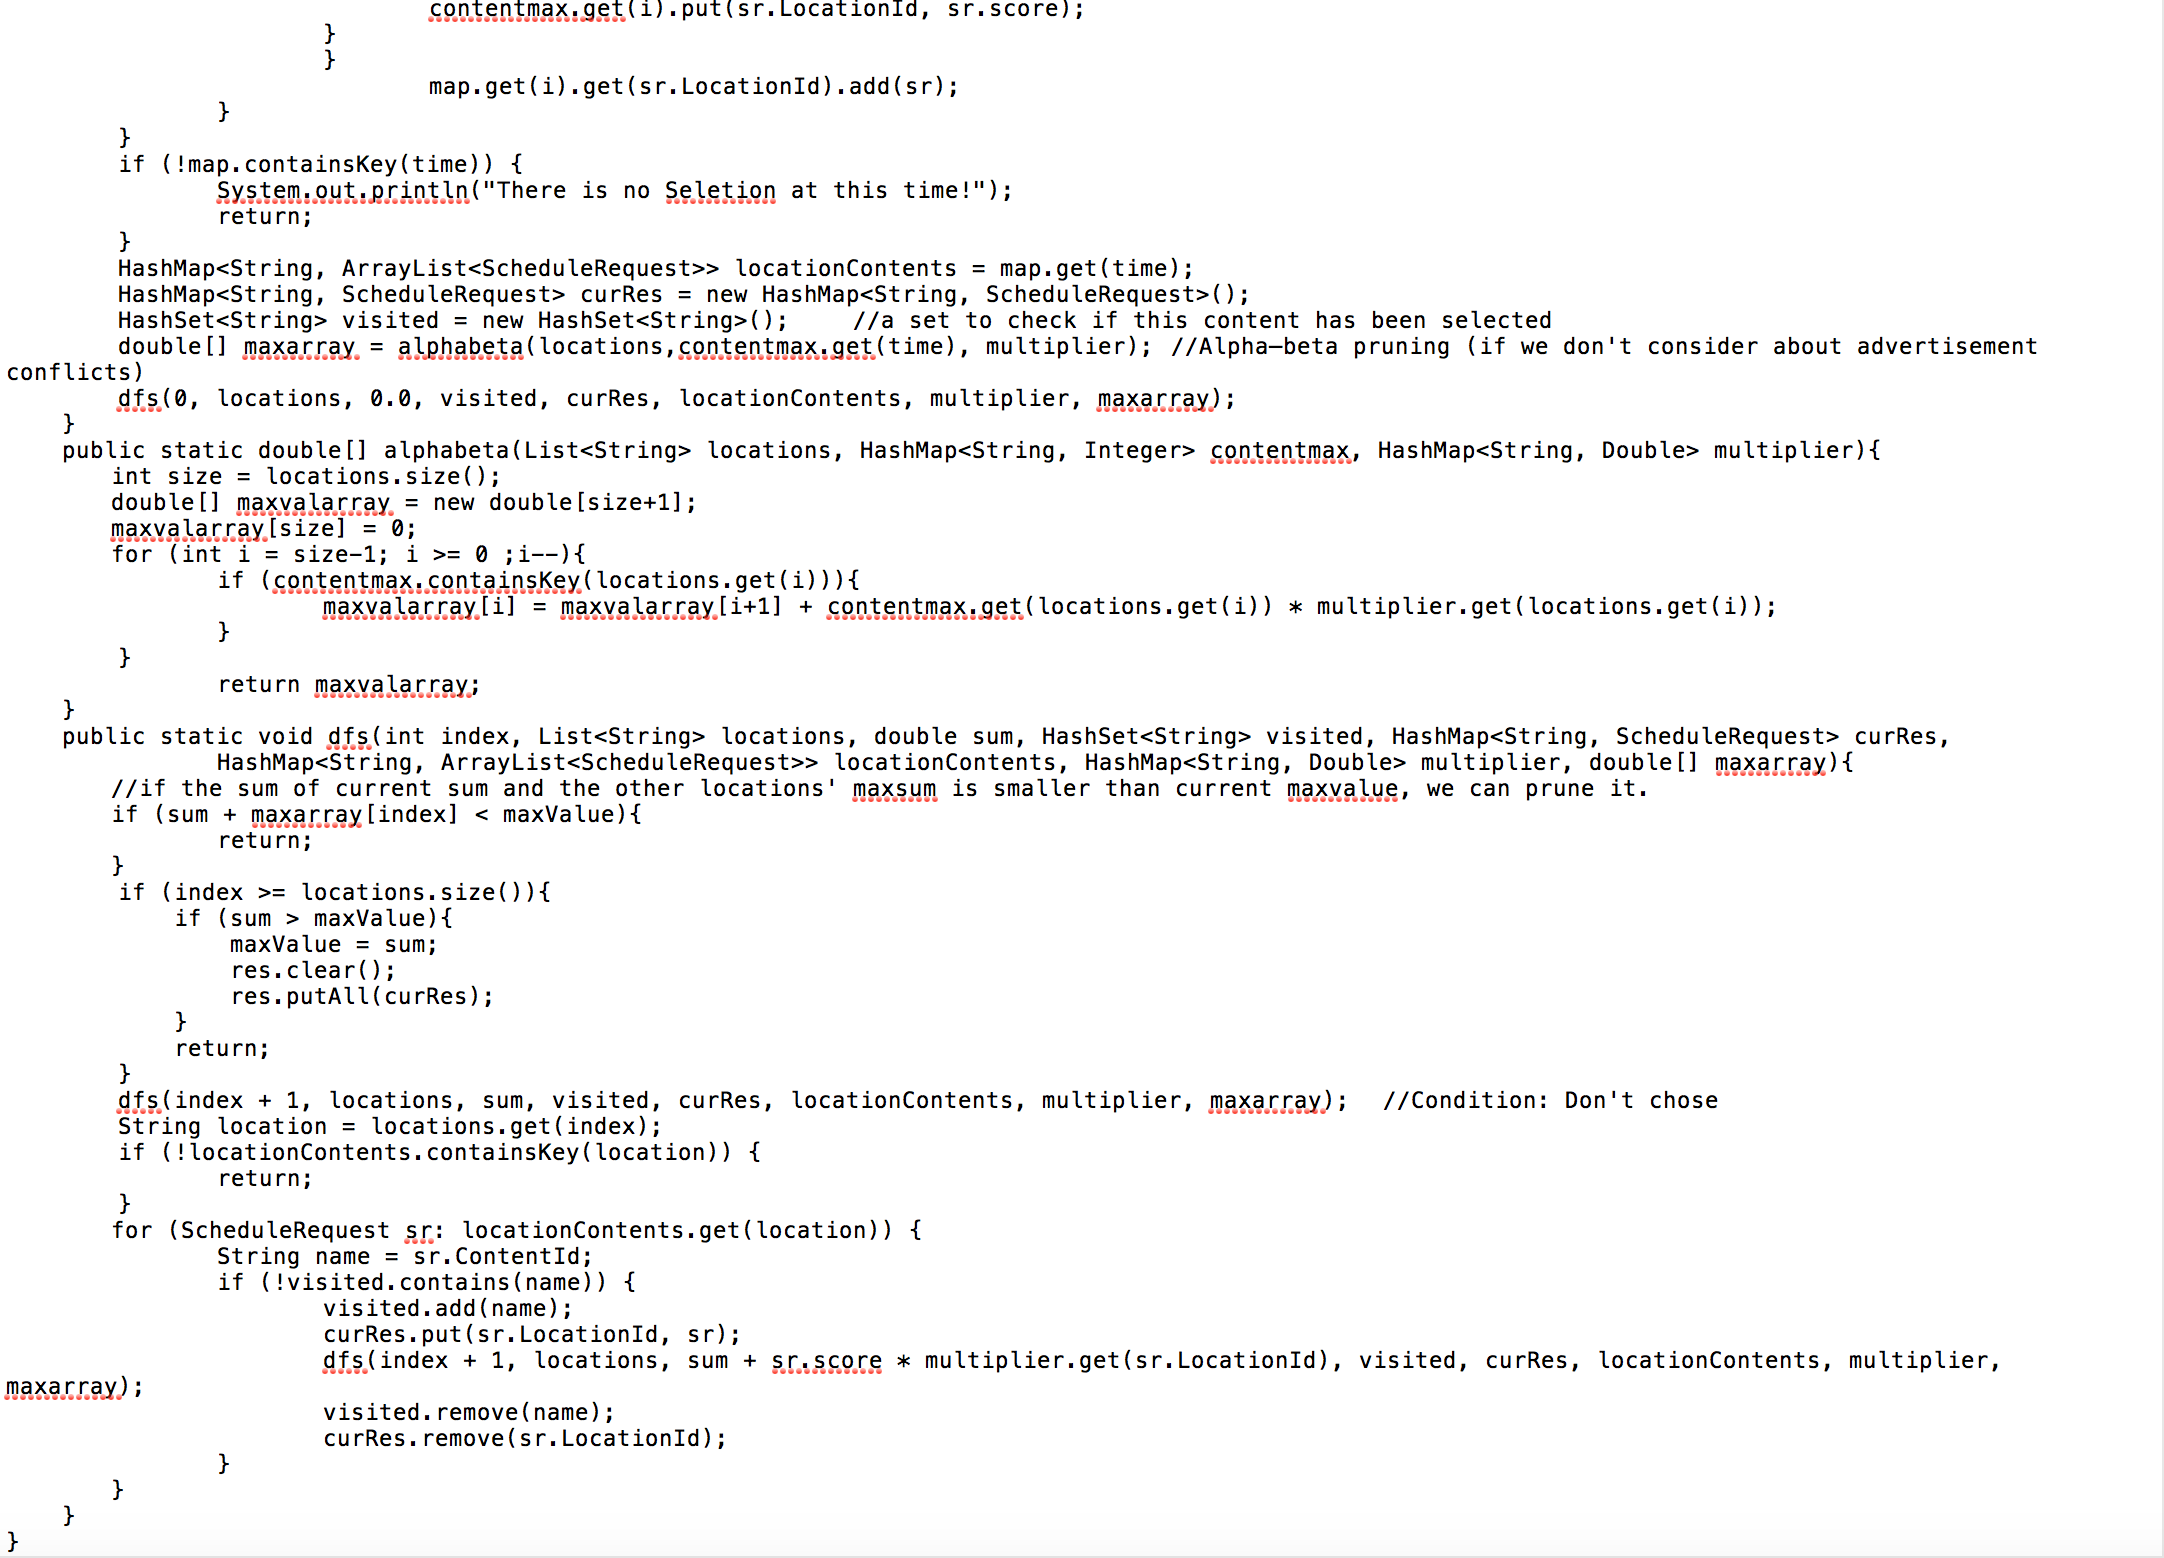 contentmax.get(i).put(sr.LocationId, sr.score);
}
}
map.get(i).get(sr.LocationId).add(sr);
}
}
if (!map.containsKey(time)) {
System.out.println("There is no Seletion at this time!");
return;
}
HashMap<String, ArrayList<ScheduleRequest>> locationContents = map.get(time);
HashMap<String, ScheduleRequest> curRes = new HashMap<String, ScheduleRequest>();
HashSet<String> visited = new HashSet<String>();    //a set to check if this content has been selected
double[] maxarray = alphabeta(locations,contentmax.get(time), multiplier); //Alpha—beta pruning (if we don't consider about advertisement
conflicts)
dfs(0, locations, 0.0, visited, curRes, locationContents, multiplier, maxarray);
}
public static double[] alphabeta(List<String> locations, HashMap<String, Integer> contentmax, HashMap<String, Double> multiplier){
int size = locations.size();
double[] maxvalarray = new double[size+1];
maxvalarray[size] = 0;
for (int i = size-1; i >= 0 ;i--){
if (contentmax.containsKey(locations.get(i))){
maxvalarray[i] = maxvalarray[i+1] + contentmax.get(locations.get(i)) * multiplier.get(locations.get(i));
}
}
return maxvalarray;
}
public static void dfs(int index, List<String> locations, double sum, HashSet<String> visited, HashMap<String, ScheduleRequest> curRes,
HashMap<String, ArrayList<ScheduleRequest>> locationContents, HashMap<String, Double> multiplier, double[] maxarray){
//if the sum of current sum and the other locations' maxsum is smaller than current maxvalue, we can prune it.
if (sum + maxarray[index] < maxValue){
return;
}
if (index >= locations.size()){
if (sum > maxValue){
maxValue = sum;
res.clear();
res.putAll(curRes);
}
return;
}
dfs(index + 1, locations, sum, visited, curRes, locationContents, multiplier, maxarray);  //Condition: Don't chose
String location = locations.get(index);
if (!locationContents.containsKey(location)) {
return;
}
for (ScheduleRequest sr: locationContents.get(location)) {
String name = sr.ContentId;
if (!visited.contains(name)) {
visited.add(name);
curRes.put(sr.LocationId, sr);
dfs(index + 1, locations, sum + sr.score * multiplier.get(sr.LocationId), visited, curRes, locationContents, multiplier,
maxarray);
visited.remove(name);
curRes.remove(sr.LocationId);
}
}
}
}